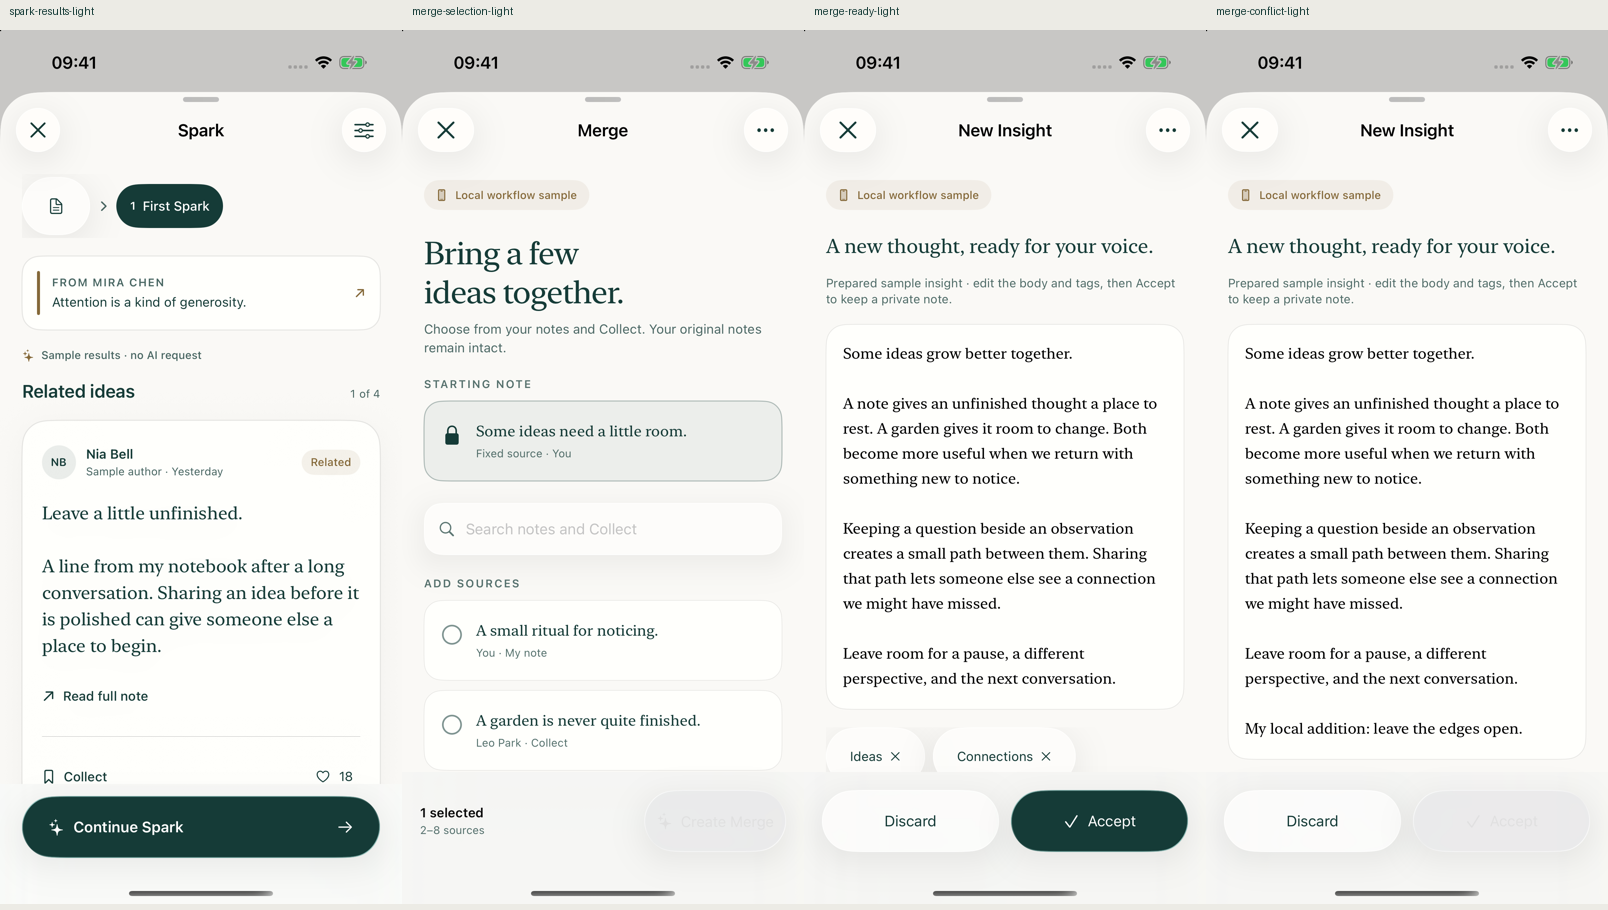 spark-results-light
09:41
Spark
1 First Spark
FROM MIRA CHEN
Attention is a kind of generosity.
Sample results · no AI request
Related ideas
1 of 4
NB
Nia Bell
Sample author · Yesterday
Related
Leave a little unfinished.
A line from my notebook after a long
conversation. Sharing an idea before it
is polished can give someone else a
place to begin.
Read full note
Collect
18
Continue Spark
merge-selection-light
09:41
Merge
Local workflow sample
Bring a few
ideas together.
Choose from your notes and Collect. Your original notes
remain intact.
STARTING NOTE
Some ideas need a little room.
Fixed source · You
Search notes and Collect
ADD SOURCES
A small ritual for noticing.
You · My note
A garden is never quite finished.
Leo Park · Collect
1 selected
2–8 sources
Create Merge
merge-ready-light
09:41
New Insight
Local workflow sample
A new thought, ready for your voice.
Prepared sample insight · edit the body and tags, then Accept
to keep a private note.
Some ideas grow better together.
A note gives an unfinished thought a place to
rest. A garden gives it room to change. Both
become more useful when we return with
something new to notice.
Keeping a question beside an observation
creates a small path between them. Sharing
that path lets someone else see a connection
we might have missed.
Leave room for a pause, a different
perspective, and the next conversation.
Ideas
Connections
Discard
Accept
merge-conflict-light
09:41
New Insight
Local workflow sample
A new thought, ready for your voice.
Prepared sample insight · edit the body and tags, then Accept
to keep a private note.
Some ideas grow better together.
A note gives an unfinished thought a place to
rest. A garden gives it room to change. Both
become more useful when we return with
something new to notice.
Keeping a question beside an observation
creates a small path between them. Sharing
that path lets someone else see a connection
we might have missed.
Leave room for a pause, a different
perspective, and the next conversation.
My local addition: leave the edges open.
Discard
Accept